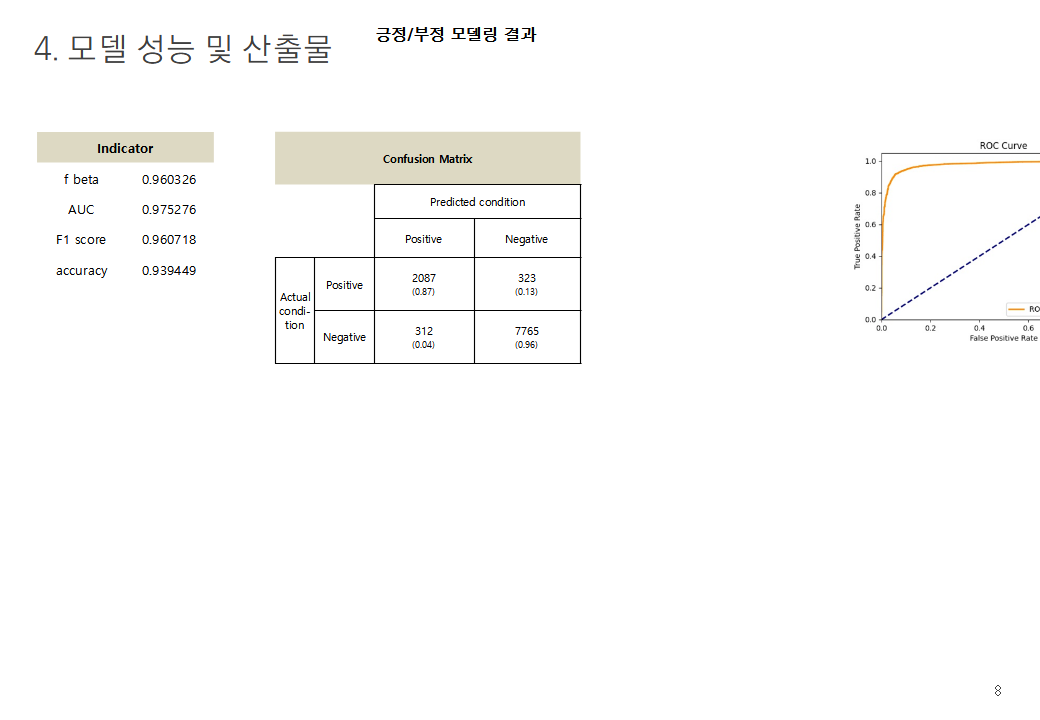 4. 모델 성능 및 산출물
긍정/부정 모델링 결과
Indicator
f beta 0.960326
AUC 0.975276
F1 score 0.960718
accuracy 0.939449
Confusion Matrix
Predicted condition
Positive Negative
Actual
condi-
tion
Positive
2087 323
(0.87) (0.13)
Negative
312 7765
(0.04) (0.96)
ROC Curve
True Positive Rate
1.0
0.8
0.6
0.4
0.2
0.0
0.0 0.2 0.4 0.6
False Positive Rate
RO
8